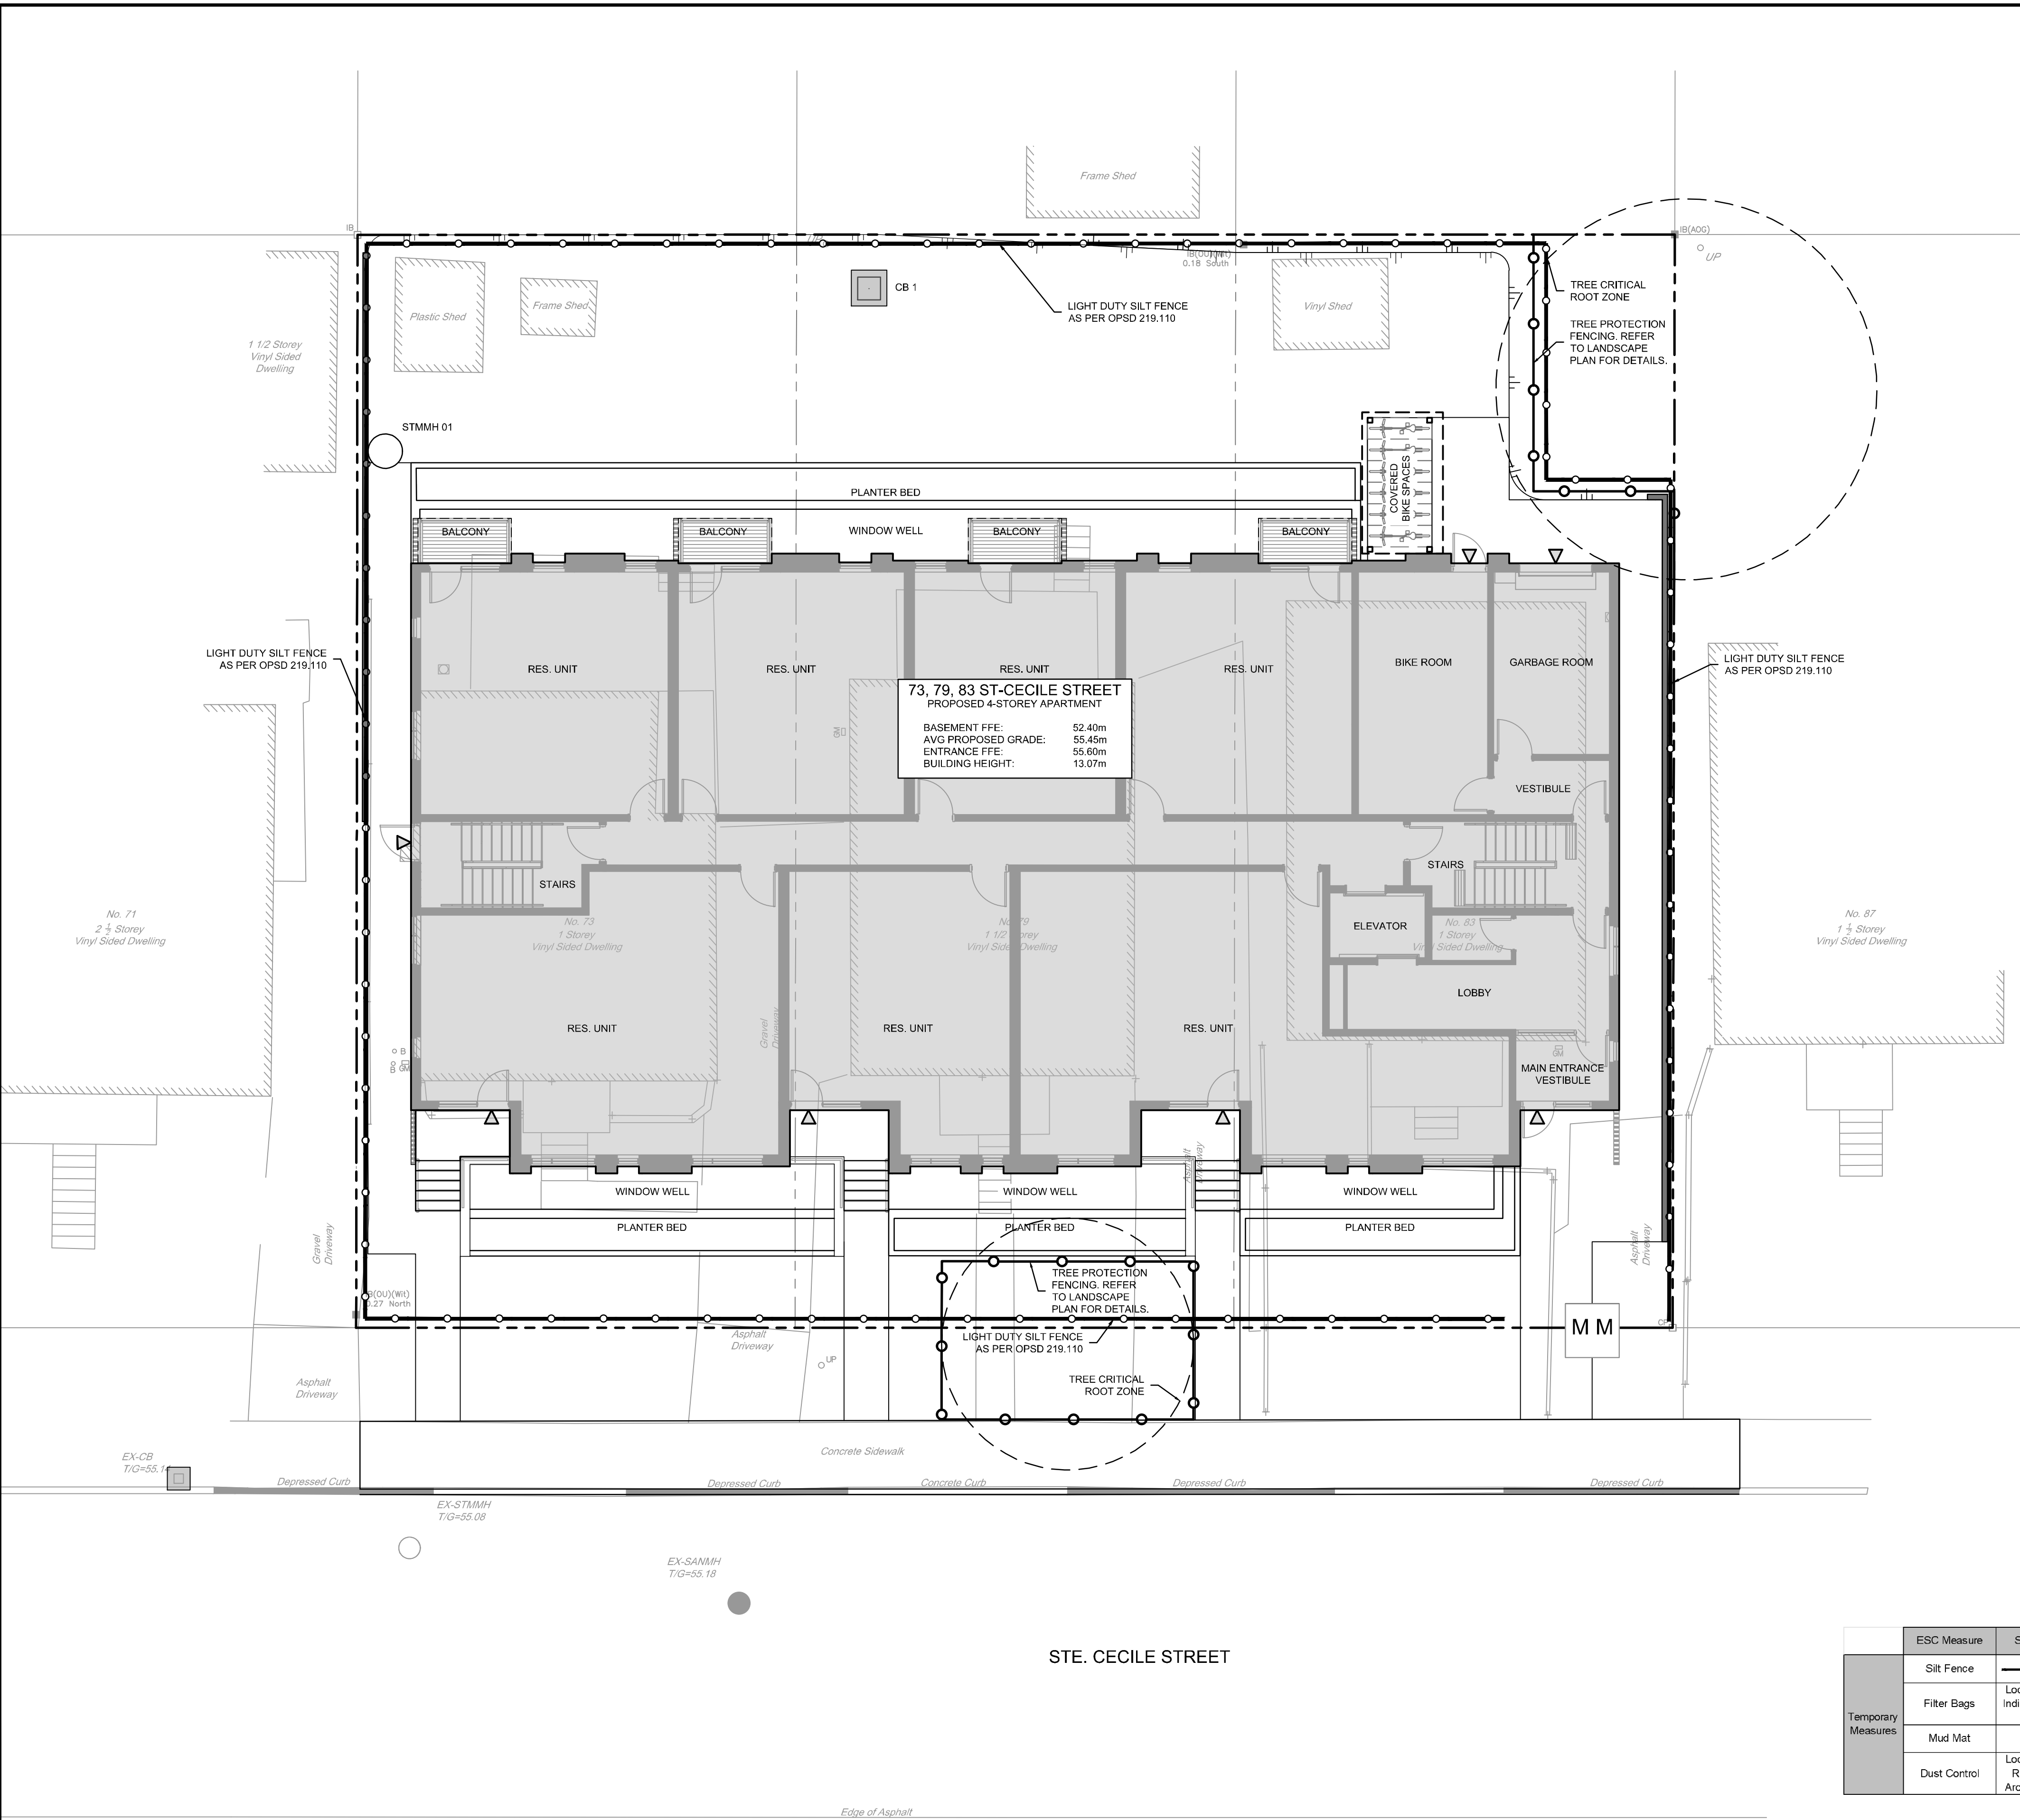 Frame Shed
IB
IB(AOG)
UP
0.18 South
TREE CRITICAL
ROOT ZONE
CB 1
LIGHT DUTY SILT FENCE
AS PER OPSD 219.110
Plastic Shed
Frame Shed
Vinyl Shed
TREE PROTECTION
FENCING. REFER
TO LANDSCAPE
PLAN FOR DETAILS.
1 1/2 Storey
Vinyl Sided
Dwelling
STMMH 01
COVERED
BIKE SPACES
PLANTER BED
BALCONY
BALCONY
WINDOW WELL
BALCONY
BALCONY
LIGHT DUTY SILT FENCE
AS PER OPSD 219.110
RES. UNIT
RES. UNIT
RES. UNIT
RES. UNIT
BIKE ROOM
GARBAGE ROOM
LIGHT DUTY SILT FENCE
AS PER OPSD 219.110
73, 79, 83 ST-CECILE STREET
PROPOSED 4-STOREY APARTMENT
BASEMENT FFE: 52.40m
AVG PROPOSED GRADE: 55.45m
ENTRANCE FFE: 55.60m
BUILDING HEIGHT: 13.07m
GM
VESTIBULE
STAIRS
STAIRS
No. 71
2 1/2 Storey
Vinyl Sided Dwelling
No. 73
1 Storey
Vinyl Sided Dwelling
1 1/2
Vinyl
ELEVATOR
No. 83
1 Storey
Dwelling
No. 87
1 1/2 Storey
Vinyl Sided Dwelling
LOBBY
RES. UNIT
Gravel
Driveway
RES. UNIT
RES. UNIT
B
B GM
GM
MAIN ENTRANCE
VESTIBULE
Asphalt
Driveway
WINDOW WELL
WINDOW WELL
WINDOW WELL
PLANTER BED
PLANTER BED
PLANTER BED
Gravel
Driveway
Asphalt
Driveway
TREE PROTECTION
FENCING. REFER
TO LANDSCAPE
PLAN FOR DETAILS.
IB(OU)(Wit)
0.27 North
Asphalt
Driveway
LIGHT DUTY SILT FENCE
AS PER OPSD 219.110
MM
UP
Asphalt
Driveway
TREE CRITICAL
ROOT ZONE
Concrete Sidewalk
EX-CB
Depressed Curb
Depressed Curb
Concrete Curb
Depressed Curb
Depressed Curb
EX-STMMH
T/G=55.08
EX-SANMH
T/G=55.18
STE. CECILE STREET
ESC Measure
Temporary
Measures
Silt Fence
Filter Bags
Mud Mat
Dust Control
Edge of Asphalt